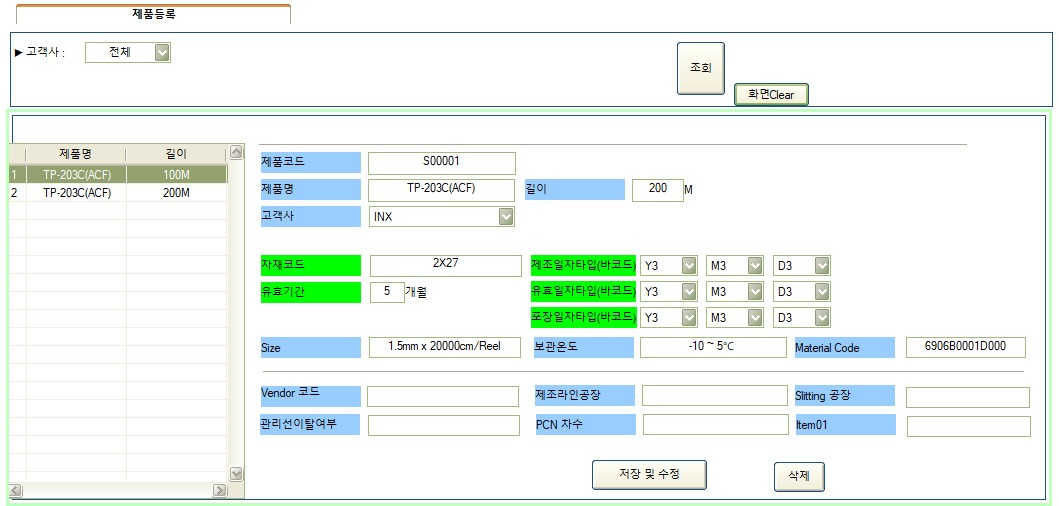 제품등록
▶ 고객사 : 전체
조회
화면Clear
제품명 길이
1 TP-203C(ACF) 100M
2 TP-203C(ACF) 200M
제품코드 S00001
제품명 TP-203C(ACF) 길이 200 M
고객사 INX
자재코드 2X27 제조일자타입(바코드) Y3 M3 D3
유효기간 5 개월 유효일자타입(바코드) Y3 M3 D3
포장일자타입(바코드) Y3 M3 D3
Size 1.5mm x 20000cm/Reel 보관온도 -10 ~ 5℃ Material Code 6906B0001D000
Vendor 코드 제조라인공장 Slitting 공장
관리선이탈여부 PCN 차수 Item01
저장 및 수정 삭제